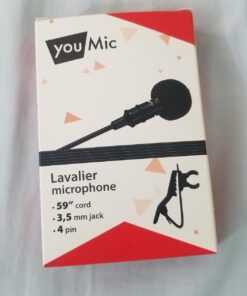 you Mic
Lavalier
microphone
• 59" cord
• 3,5 mm jack
• 4 pin